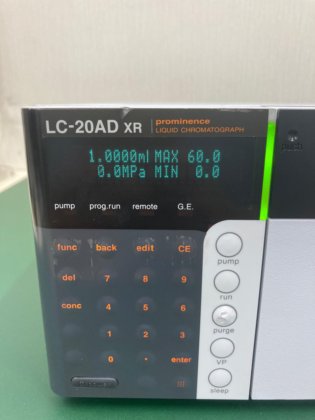 LC-20AD XR prominence
LIQUID CHROMATOGRAPH
1.0000ml MAX 60.0
0.0MPa MIN 0.0
pump prog.run remote G.E.
func back edit CE
del 7 8 9
conc 4 5 6
1 2 3
0 . enter
pump
run
purge
VP
sleep